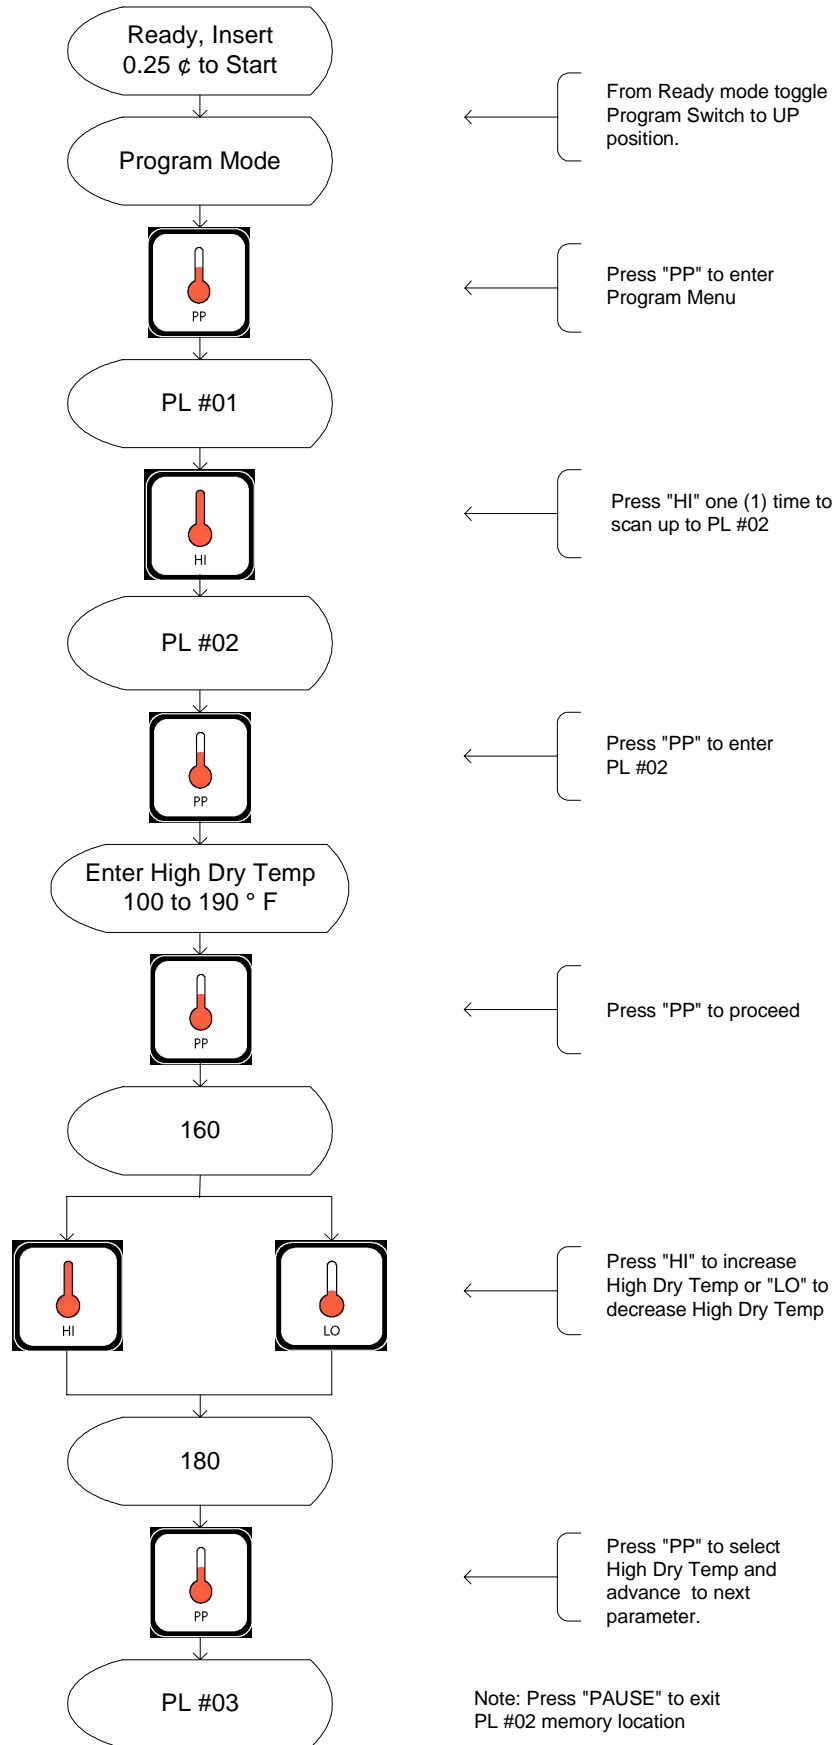 Ready, Insert
0.25 ¢ to Start
From Ready mode toggle
Program Switch to UP
position.
Program Mode
PP
Press "PP" to enter
Program Menu
PL #01
HI
Press "HI" one (1) time to
scan up to PL #02
PL #02
PP
Press "PP" to enter
PL #02
Enter High Dry Temp
100 to 190 ° F
PP
Press "PP" to proceed
160
HI
LO
Press "HI" to increase
High Dry Temp or "LO" to
decrease High Dry Temp
180
PP
Press "PP" to select
High Dry Temp and
advance to next
parameter.
PL #03
Note: Press "PAUSE" to exit
PL #02 memory location